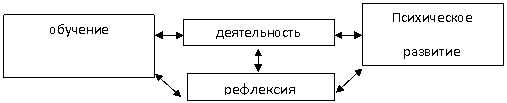 обучение
деятельность
Психическое
развитие
рефлексия